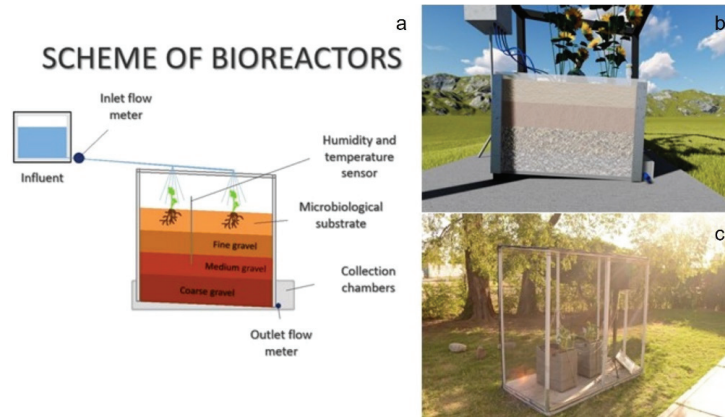 a
SCHEME OF BIOREACTORS
Inlet flow
meter
Influent
Humidity and
temperature
sensor
Microbiological
substrate
Fine gravel
Medium gravel
Coarse gravel
Collection
chambers
Outlet flow
meter
b
c